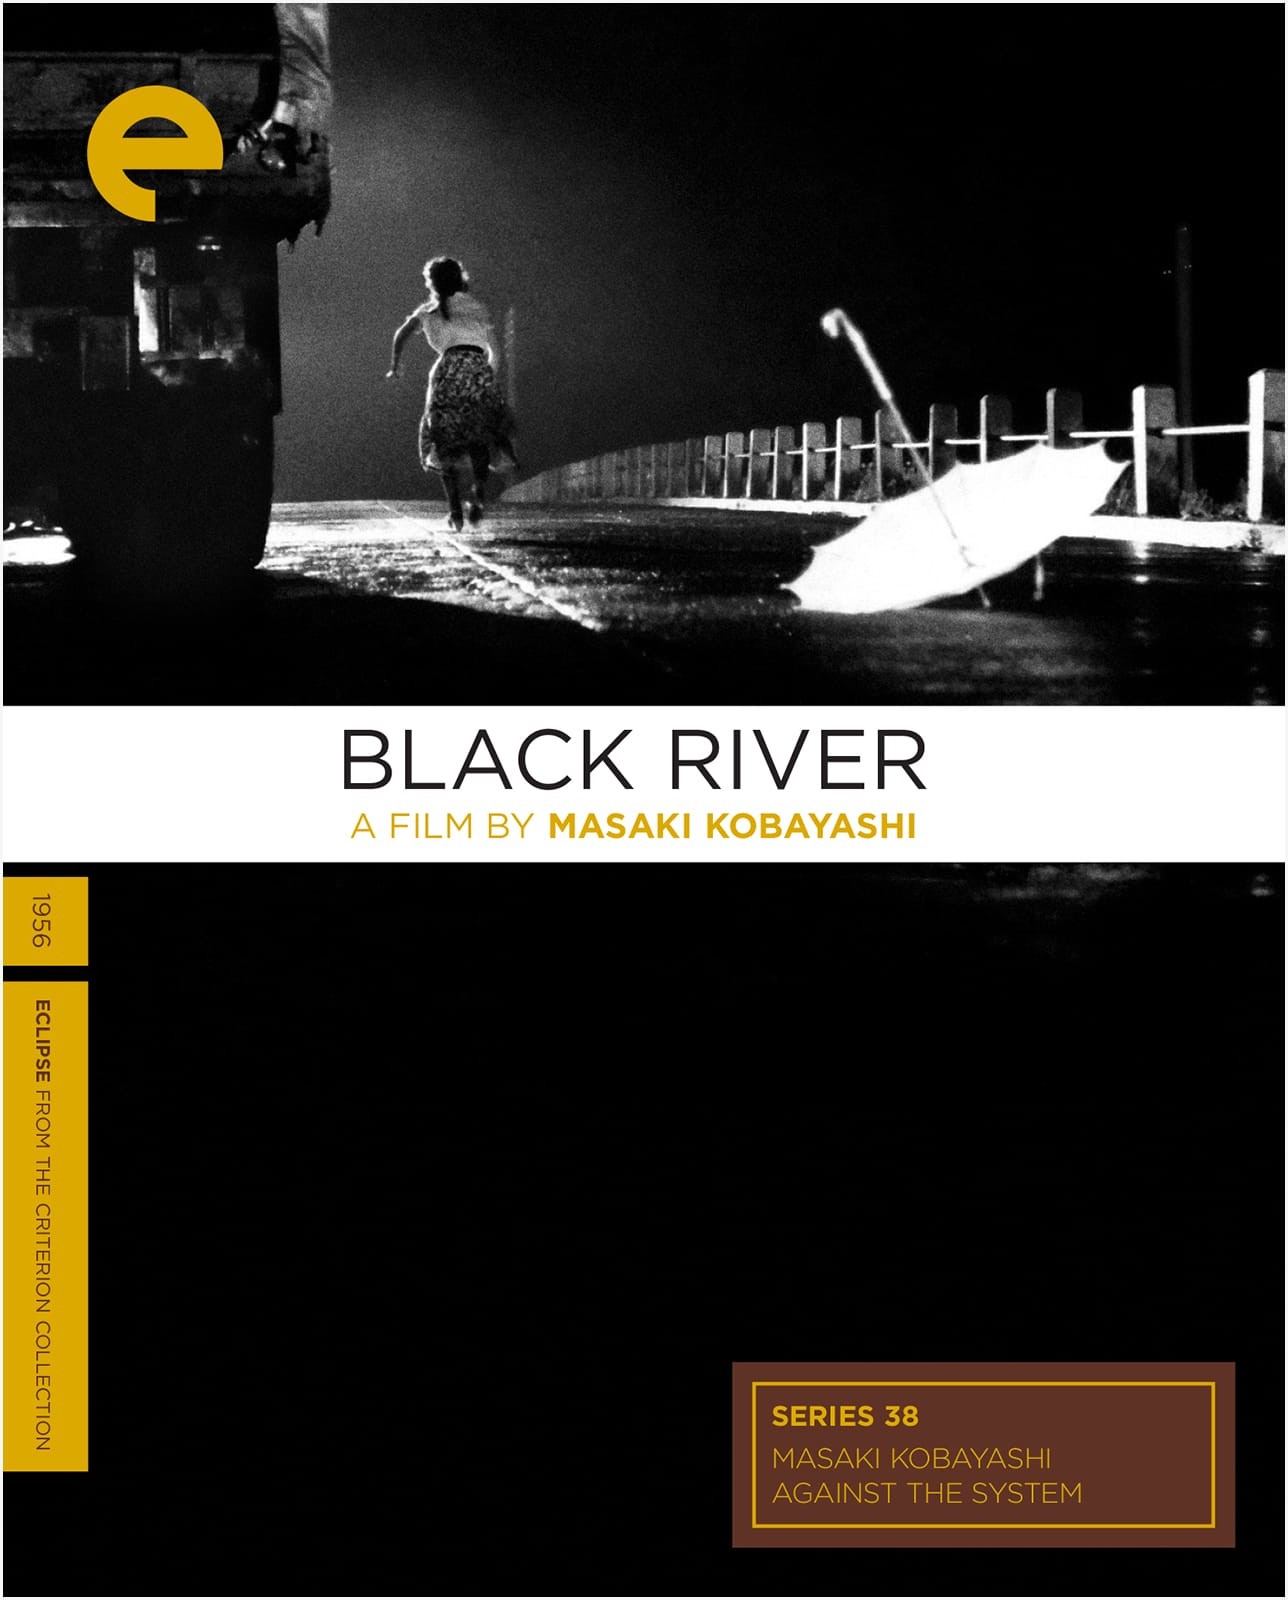 e
BLACK RIVER
A FILM BY MASAKI KOBAYASHI
1956
ECLIPSE FROM THE CRITERION COLLECTION
SERIES 38
MASAKI KOBAYASHI
AGAINST THE SYSTEM